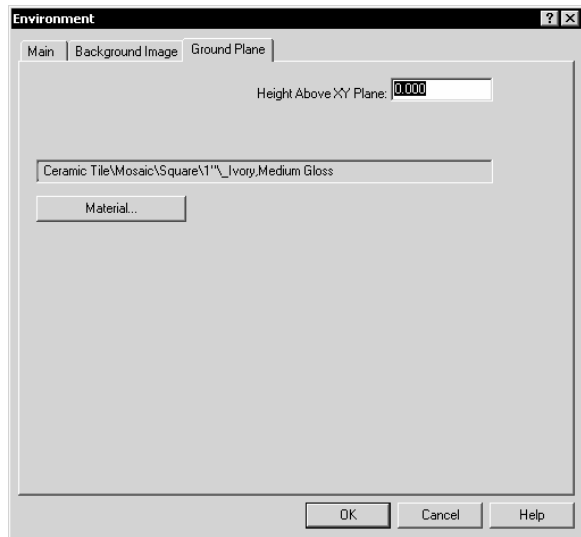 Environment
Main Background Image Ground Plane
Height Above XY Plane: 0.000
Ceramic Tile\Mosaic\Square\1"\_Ivory,Medium Gloss
Material...
OK Cancel Help